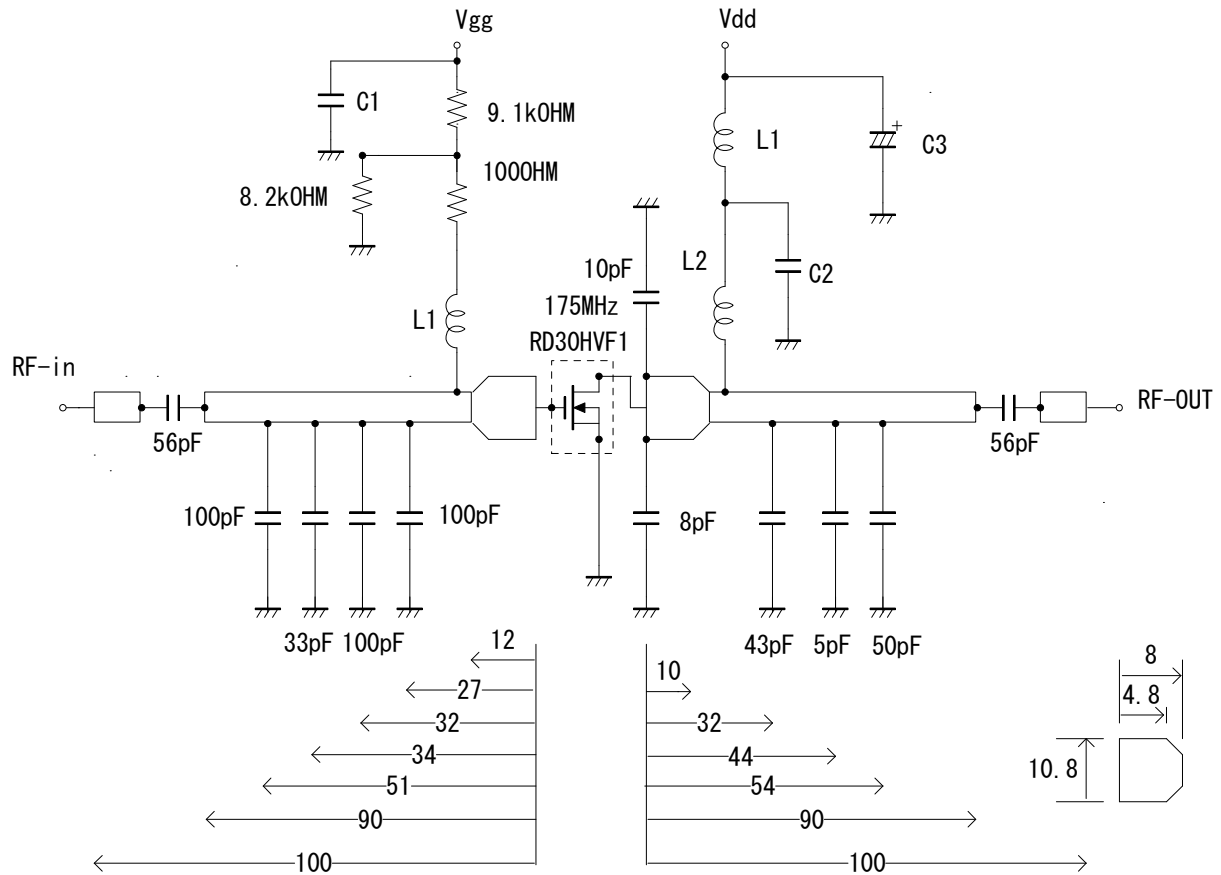 Vgg
Vdd
C1
9.1kOHM
L1
C3
+
100OHM
8.2kOHM
10pF
L2
C2
175MHz
L1
RD30HVF1
RF-in
RF-OUT
56pF
56pF
100pF
100pF
8pF
33pF
100pF
43pF
5pF
50pF
12
10
8
27
4.8
32
32
34
44
10.8
51
54
90
90
100
100